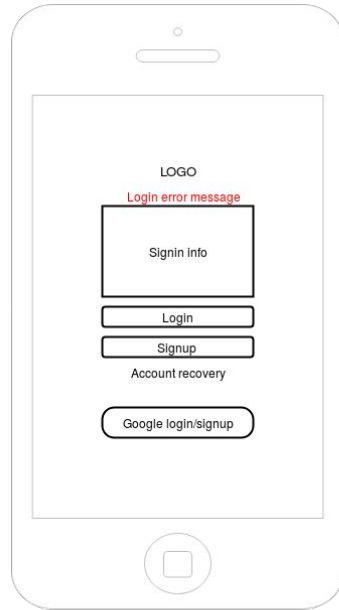 LOGO
Login error message
Signin info
Login
Signup
Account recovery
Google login/signup